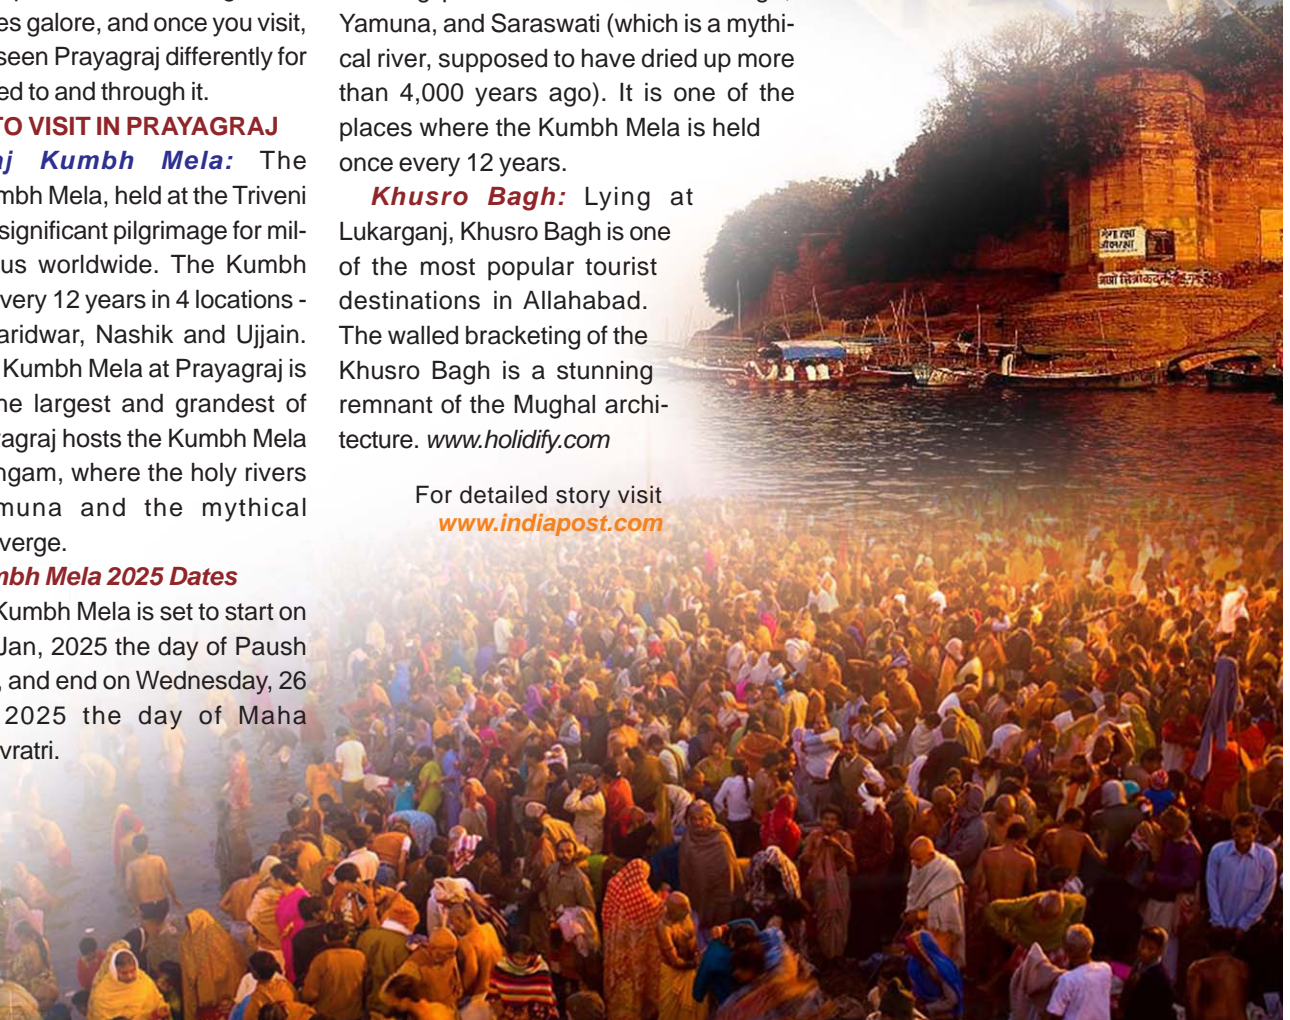 es galore, and once you visit,
seen Prayagraj differently for
ed to and through it.
TO VISIT IN PRAYAGRAJ
aj Kumbh Mela: The
mbh Mela, held at the Triveni
significant pilgrimage for mil-
us worldwide. The Kumbh
very 12 years in 4 locations -
aridwar, Nashik and Ujjain.
Kumbh Mela at Prayagraj is
he largest and grandest of
yagraj hosts the Kumbh Mela
ngam, where the holy rivers
muna and the mythical
verge.
mbh Mela 2025 Dates
Kumbh Mela is set to start on
Jan, 2025 the day of Paush
, and end on Wednesday, 26
2025 the day of Maha
vratri.
Yamuna, and Saraswati (which is a mythi-
cal river, supposed to have dried up more
than 4,000 years ago). It is one of the
places where the Kumbh Mela is held
once every 12 years.
Khusro Bagh: Lying at
Lukarganj, Khusro Bagh is one
of the most popular tourist
destinations in Allahabad.
The walled bracketing of the
Khusro Bagh is a stunning
remnant of the Mughal archi-
tecture. www.holidify.com
For detailed story visit
www.indiapost.com